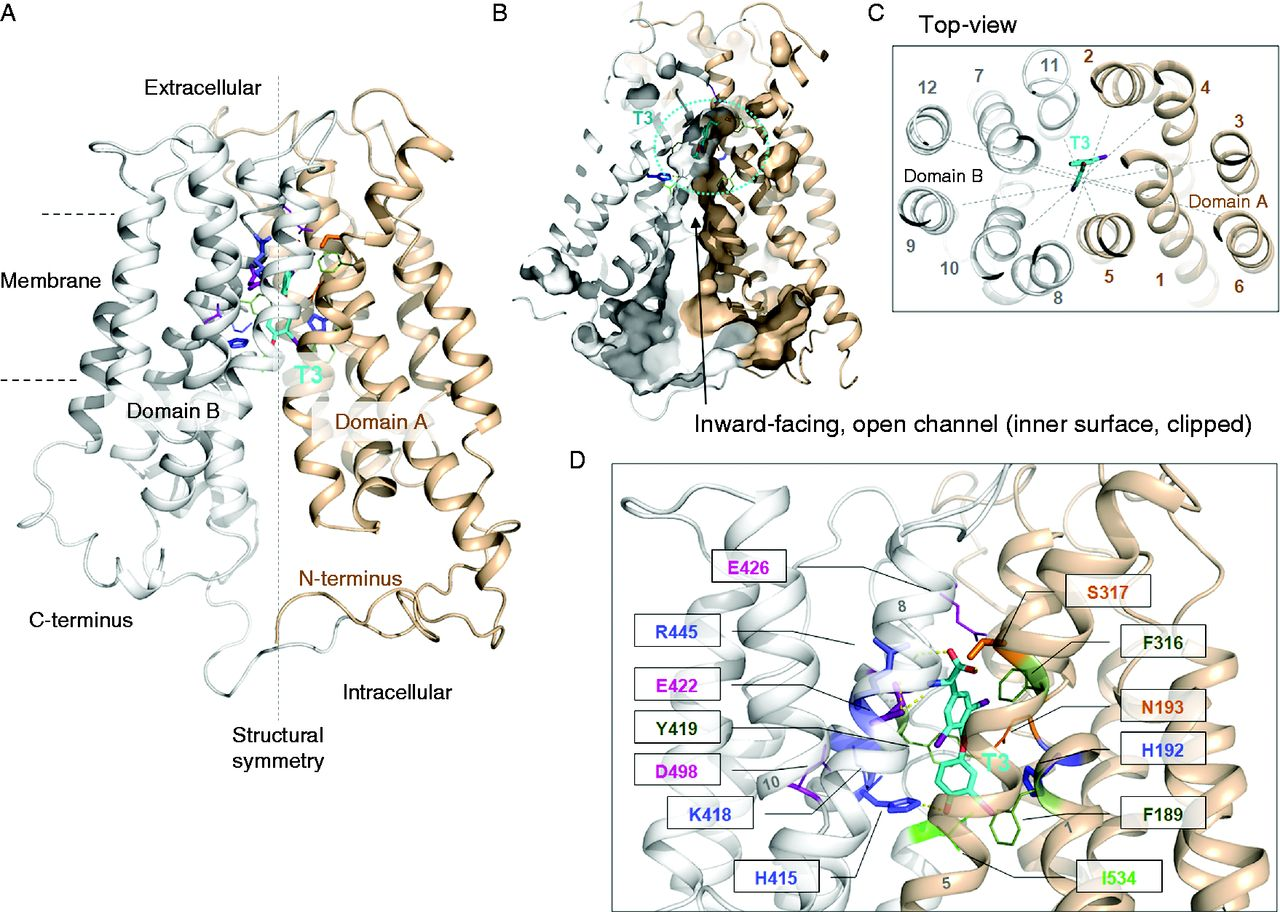 A
Extracellular
Membrane
T3
Domain B
Domain A
N-terminus
C-terminus
Intracellular
Structural
symmetry
B
T3
Inward-facing, open channel (inner surface, clipped)
C
Top-view
12
7
11
2
4
3
T3
Domain B
Domain A
9
10
8
5
1
6
D
E426
8
S317
R445
F316
E422
N193
Y419
T3
H192
D498
10
K418
F189
1
H415
5
I534